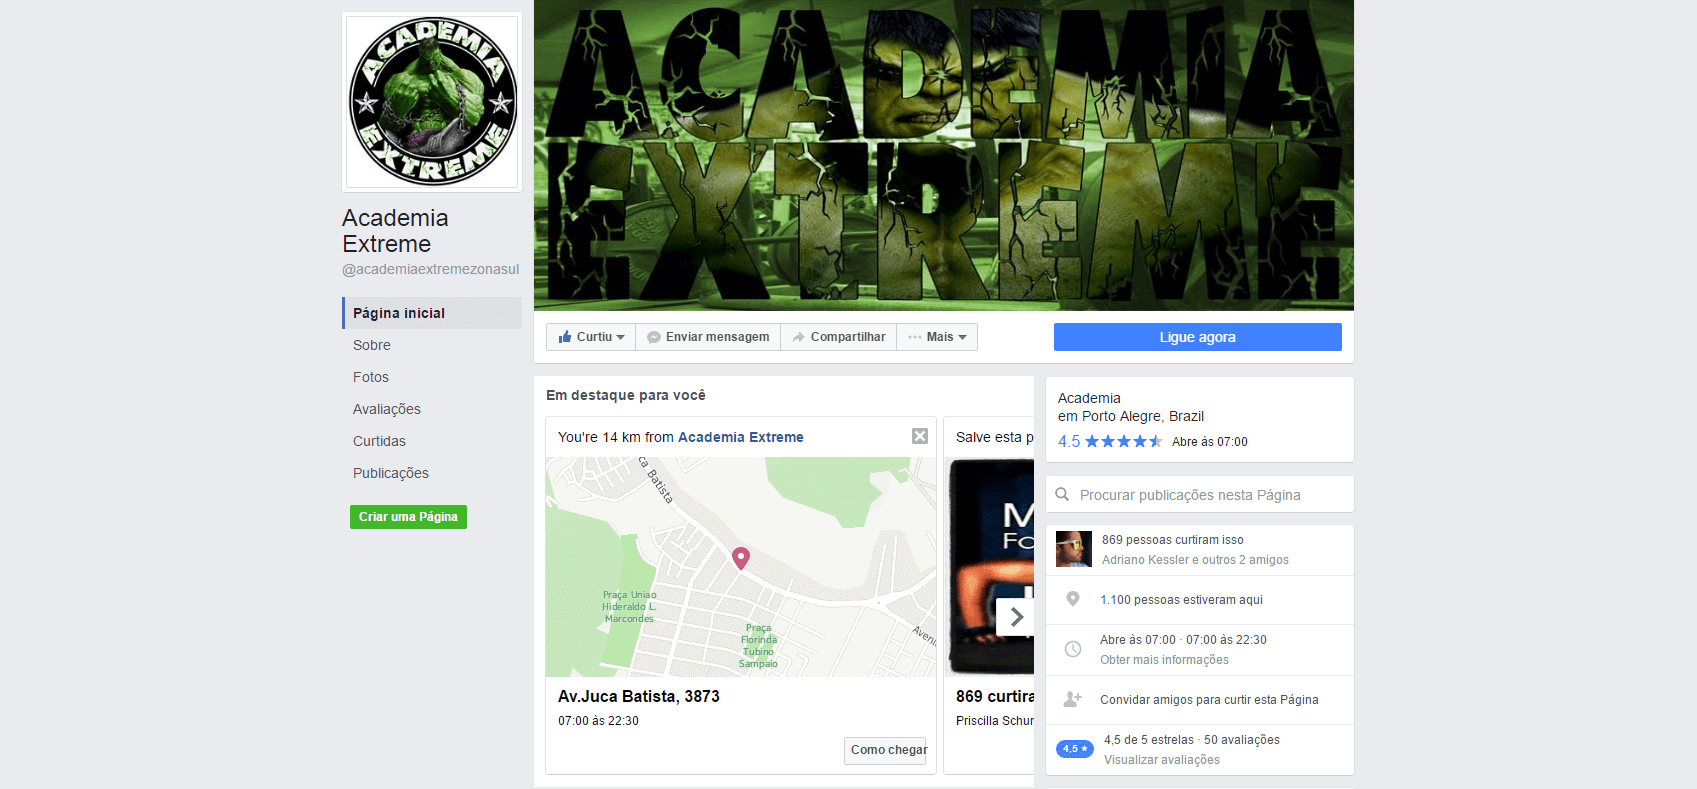 ACADEMIA
EXTREME
Academia
Extreme
@academiaextremezonasul
Página inicial
Sobre
Fotos
Avaliações
Curtidas
Publicações
Criar uma Página
ACADEMIA
EXTREME
Curtiu
Enviar mensagem
Compartilhar
Mais
Ligue agora
Em destaque para você
You're 14 km from Academia Extreme
ca Batista
Praça Uniao
Hideraldo L.
Marcondes
Praça
Florinda
Tubino
Sampaio
Aveni
Av.Juca Batista, 3873
07:00 às 22:30
Como chegar
Salve esta p
M
Fo
869 curtira
Priscilla Schur
Academia
em Porto Alegre, Brazil
4.5 Abre às 07:00
Procurar publicações nesta Página
869 pessoas curtiram isso
Adriano Kessler e outros 2 amigos
1.100 pessoas estiveram aqui
Abre às 07:00 · 07:00 às 22:30
Obter mais informações
Convidar amigos para curtir esta Página
4,5 ★ 4,5 de 5 estrelas · 50 avaliações
Visualizar avaliações